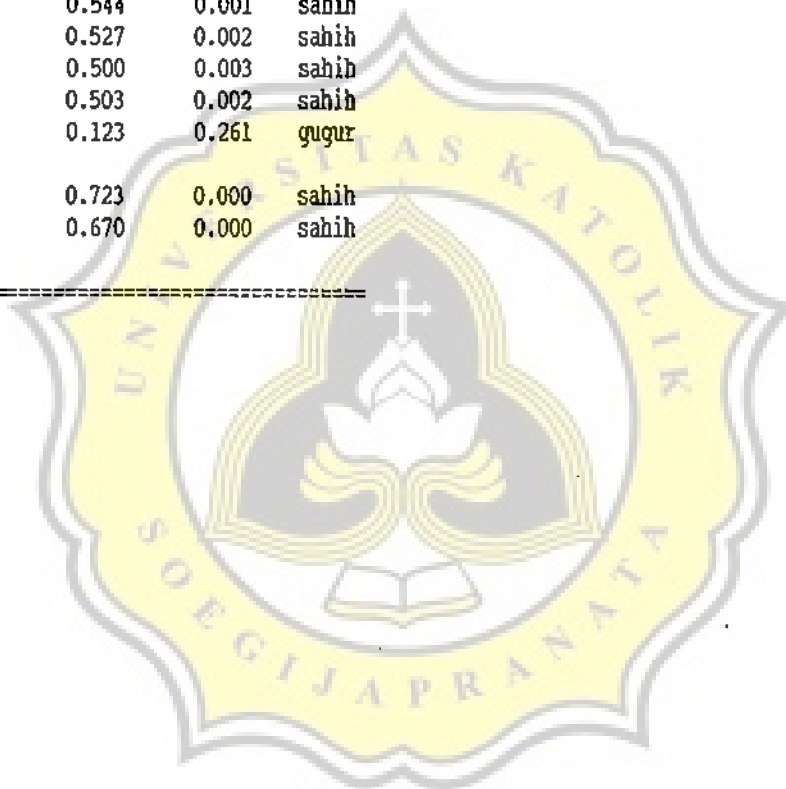 0.544 0.001 sahih
0.527 0.002 sahih
0.500 0.003 sahih
0.503 0.002 sahih
0.123 0.261 gugur
0.723 0.000 sahih
0.670 0.000 sahih
UNIVERSITAS KATOLIK
SOEGIJAPRANATA